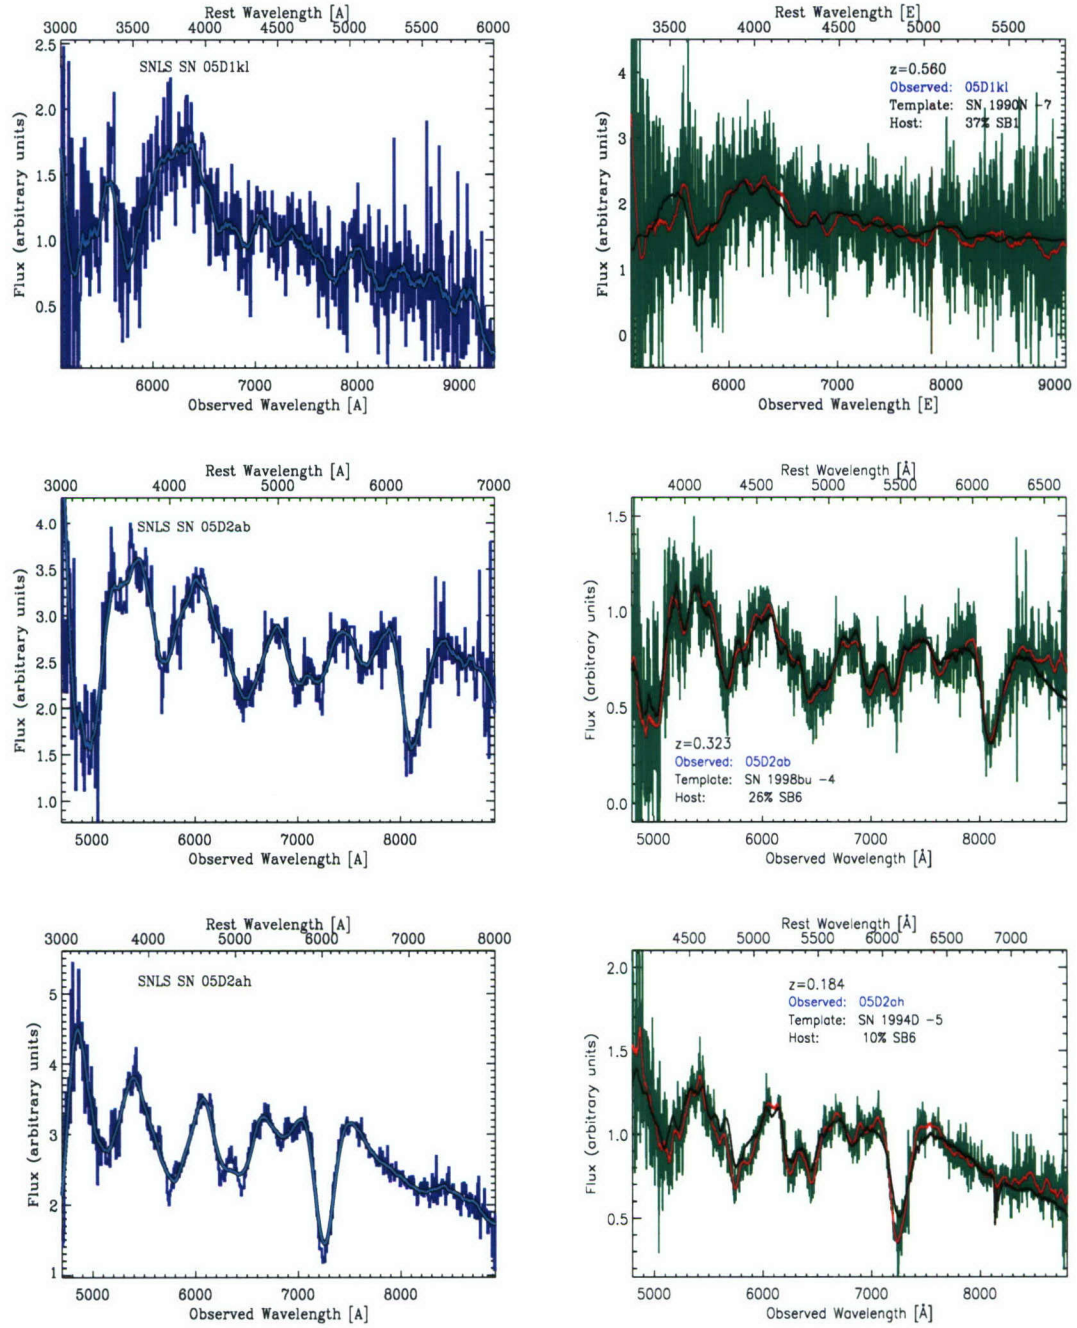 Rest Wavelength [A]
3000 3500 4000 4500 5000 5500 6000
2.5
2.0
1.5
1.0
0.5
Flux (arbitrary units)
SNLS SN 05D1kl
6000 7000 8000 9000
Observed Wavelength [A]
Rest Wavelength [E]
3500 4000 4500 5000 5500
4
3
2
1
0
Flux (arbitrary units)
z=0.560
Observed: 05D1kl
Template: SN 1990N -7
Host: 37% SB1
6000 7000 8000 9000
Observed Wavelength [E]
Rest Wavelength [A]
3000 4000 5000 6000 7000
4.0
3.5
3.0
2.5
2.0
1.5
1.0
Flux (arbitrary units)
SNLS SN 05D2ab
5000 6000 7000 8000
Observed Wavelength [A]
Rest Wavelength [Å]
4000 4500 5000 5500 6000 6500
1.5
1.0
0.5
0.0
Flux (arbitrary units)
z=0.323
Observed: 05D2ab
Template: SN 1998bu -4
Host: 26% SB6
5000 6000 7000 8000
Observed Wavelength [Å]
Rest Wavelength [A]
3000 4000 5000 6000 7000 8000
5
4
3
2
1
Flux (arbitrary units)
SNLS SN 05D2ah
5000 6000 7000 8000
Observed Wavelength [A]
Rest Wavelength [Å]
4500 5000 5500 6000 6500 7000
2.0
1.5
1.0
0.5
Flux (arbitrary units)
z=0.184
Observed: 05D2ah
Template: SN 1994D -5
Host: 10% SB6
5000 6000 7000 8000
Observed Wavelength [Å]